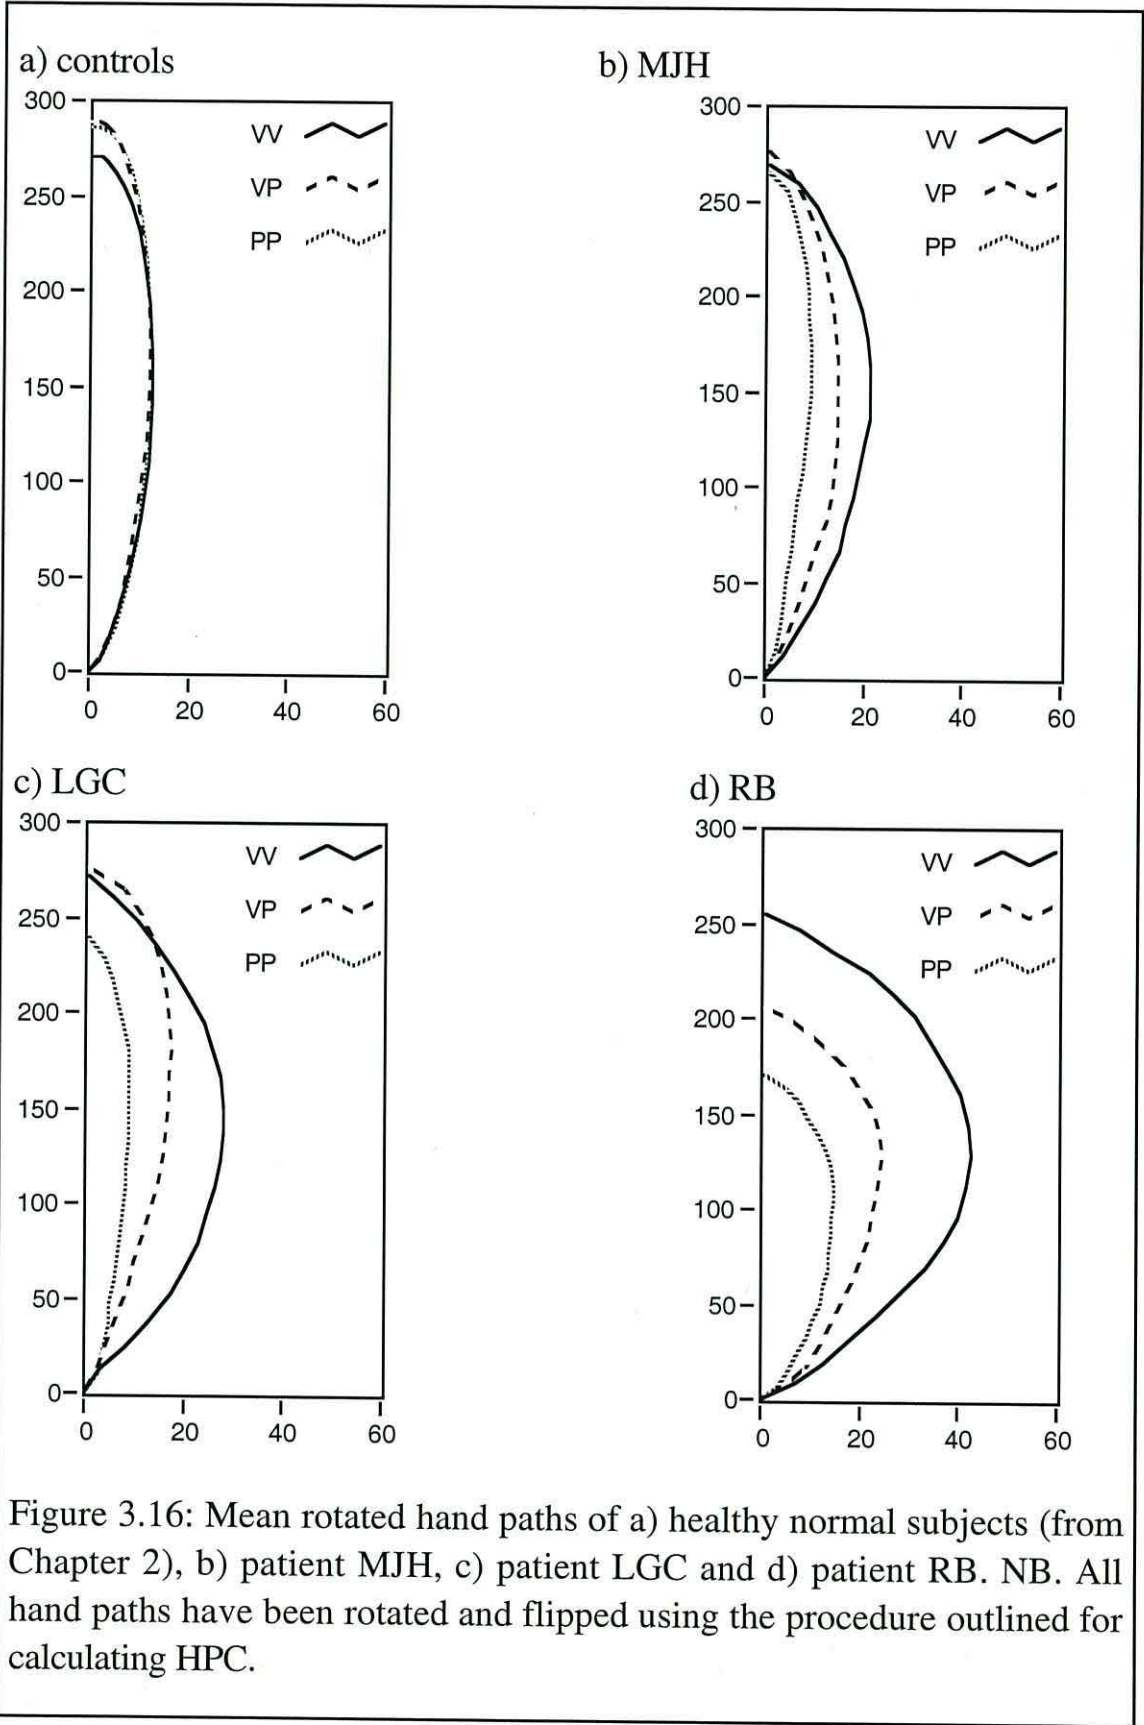 a) controls
300
250
200
150
100
50
0
0 20 40 60
VV
VP
PP
b) MJH
300
250
200
150
100
50
0
0 20 40 60
VV
VP
PP
c) LGC
300
250
200
150
100
50
0
0 20 40 60
VV
VP
PP
d) RB
300
250
200
150
100
50
0
0 20 40 60
VV
VP
PP
Figure 3.16: Mean rotated hand paths of a) healthy normal subjects (from
Chapter 2), b) patient MJH, c) patient LGC and d) patient RB. NB. All
hand paths have been rotated and flipped using the procedure outlined for
calculating HPC.